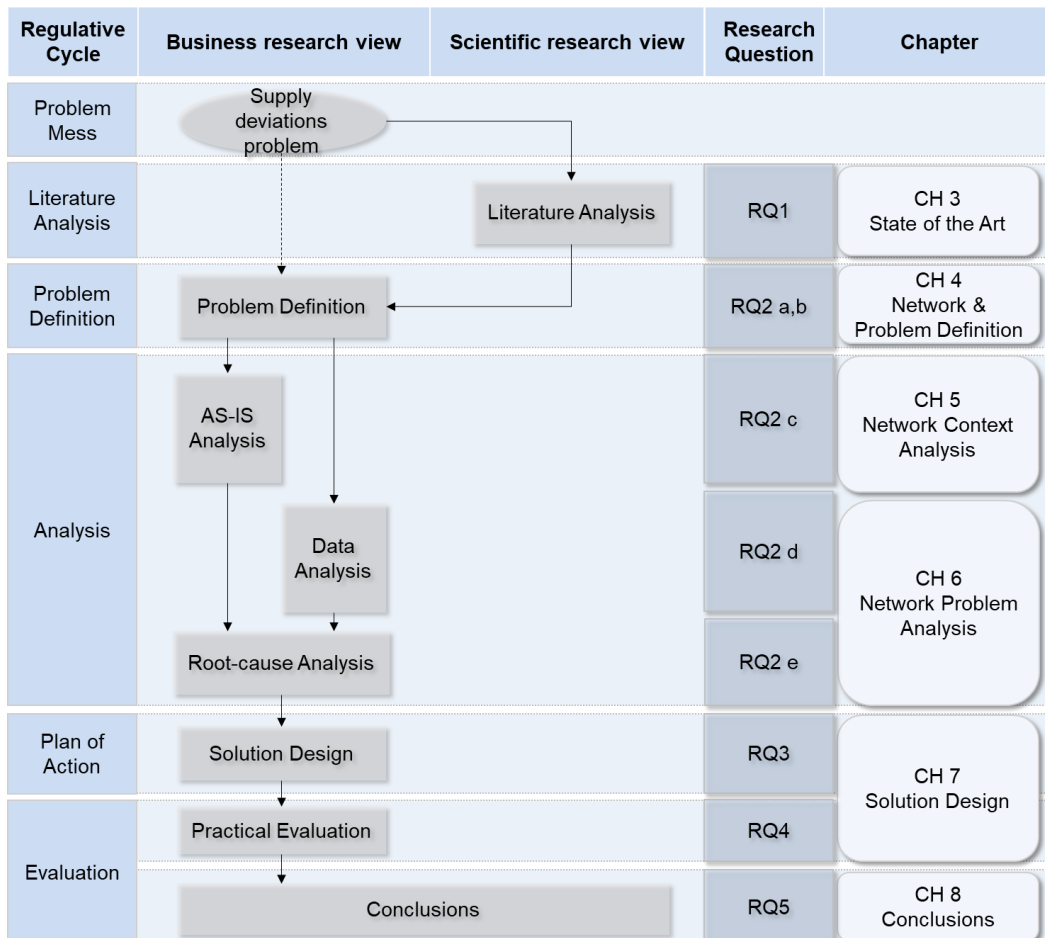 Regulative
Cycle
Business research view
Scientific research view
Research
Question
Chapter
Problem
Mess
Supply
deviations
problem
Literature
Analysis
Literature Analysis
RQ1
CH 3
State of the Art
Problem
Definition
Problem Definition
RQ2 a,b
CH 4
Network &
Problem Definition
Analysis
AS-IS
Analysis
RQ2 c
CH 5
Network Context
Analysis
Data
Analysis
RQ2 d
CH 6
Network Problem
Analysis
Root-cause Analysis
RQ2 e
Plan of
Action
Solution Design
RQ3
CH 7
Solution Design
Evaluation
Practical Evaluation
RQ4
Conclusions
RQ5
CH 8
Conclusions